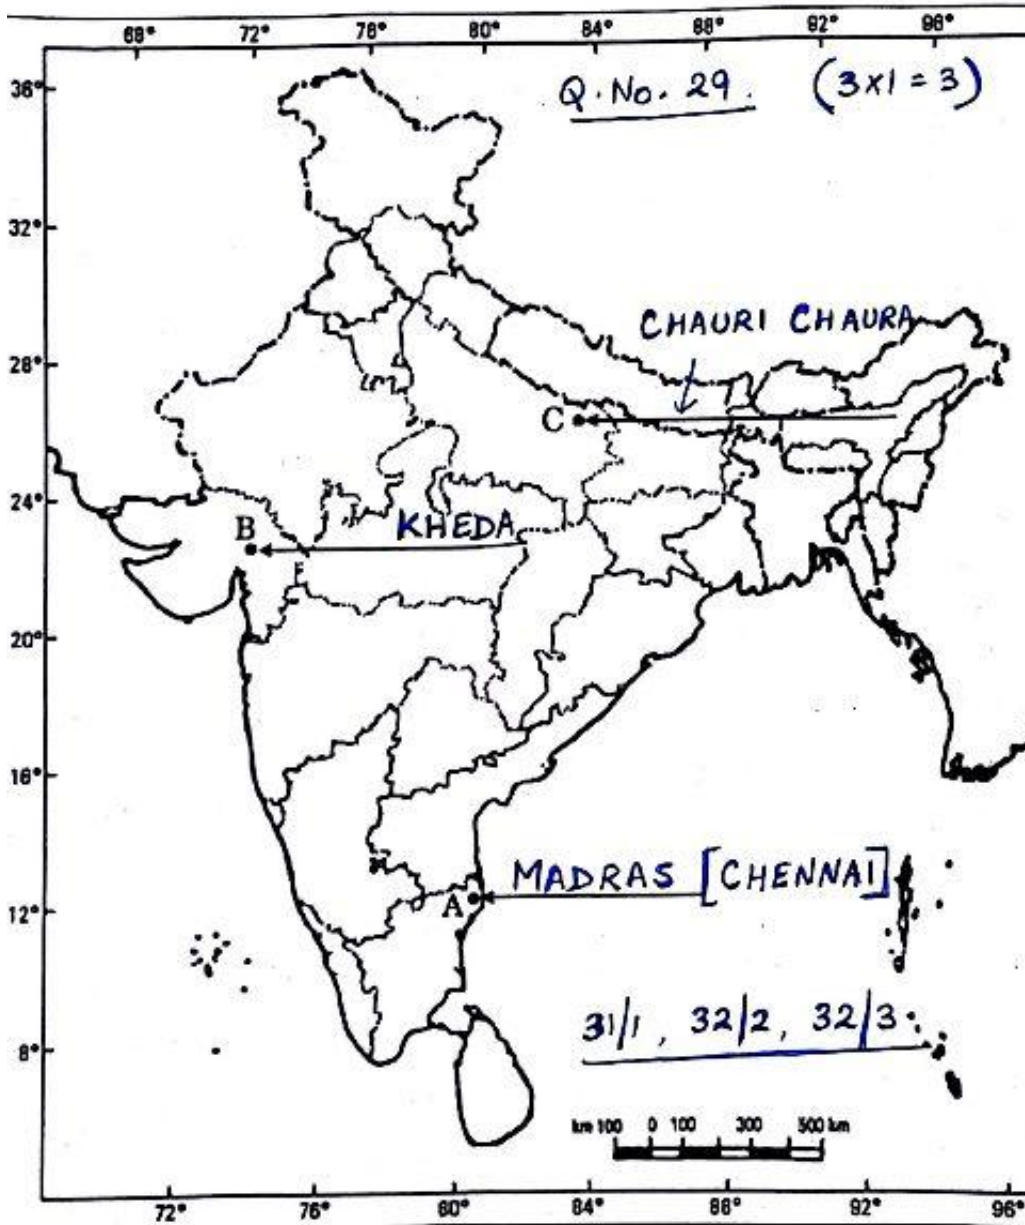 68° 72° 76° 80° 84° 88° 92° 96°
36°
Q. No. 29. (3×1=3)
32°
CHAURI CHAURA
28°
C
24°
B
KHEDA
20°
16°
MADRAS [CHENNAI]
12°
A
31/1, 32/2, 32/3
8°
km 100 0 100 300 500 km
72° 76° 80° 84° 88° 92° 96°